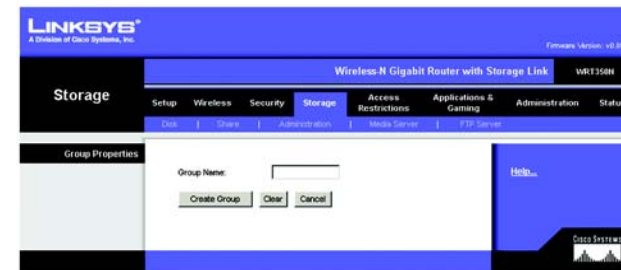 LINKSYS®
A Division of Cisco Systems, Inc.
Firmware Version: v0.0
Wireless-N Gigabit Router with Storage Link WRT350N
Storage
Setup Wireless Security Storage Access Restrictions Applications & Gaming Administration Statu
Disk | Share | Administration | Media Server | FTP Server
Group Properties
Group Name:
Help...
Create Group Clear Cancel
CISCO SYSTEMS